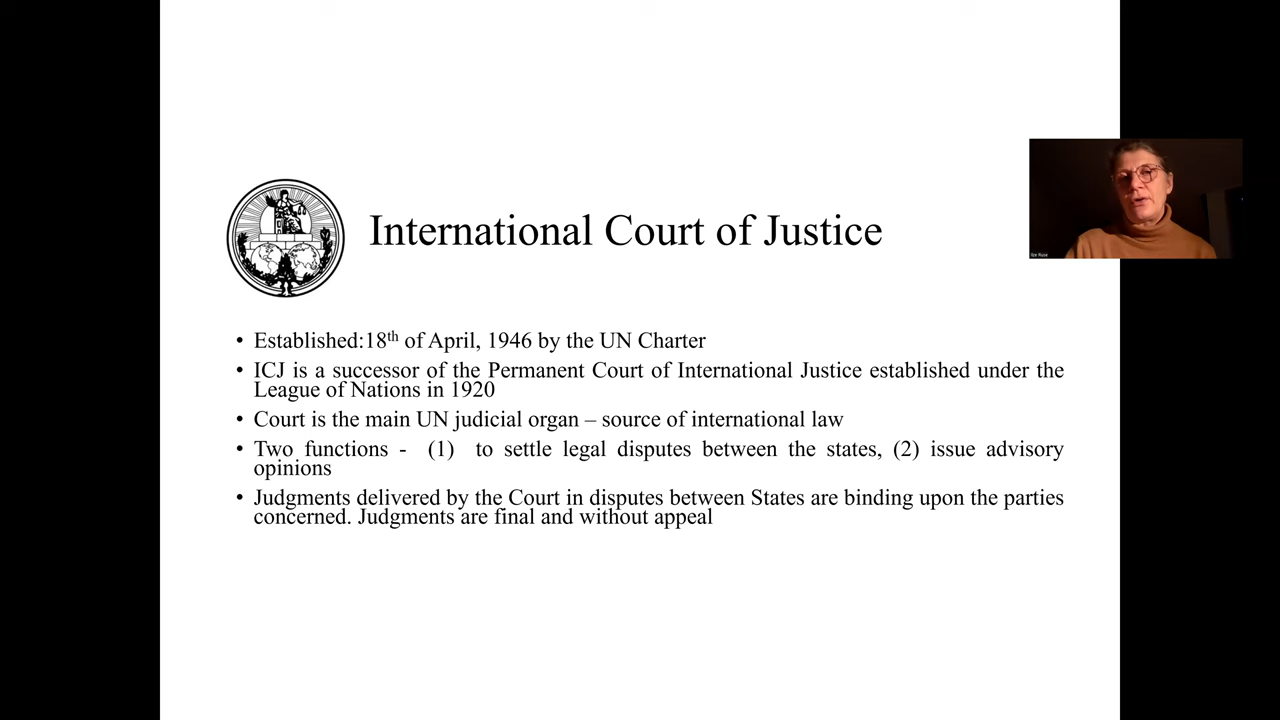 International Court of Justice
• Established:18th of April, 1946 by the UN Charter
• ICJ is a successor of the Permanent Court of International Justice established under the
League of Nations in 1920
• Court is the main UN judicial organ – source of international law
• Two functions - (1) to settle legal disputes between the states, (2) issue advisory
opinions
• Judgments delivered by the Court in disputes between States are binding upon the parties
concerned. Judgments are final and without appeal
Ilze Ruse